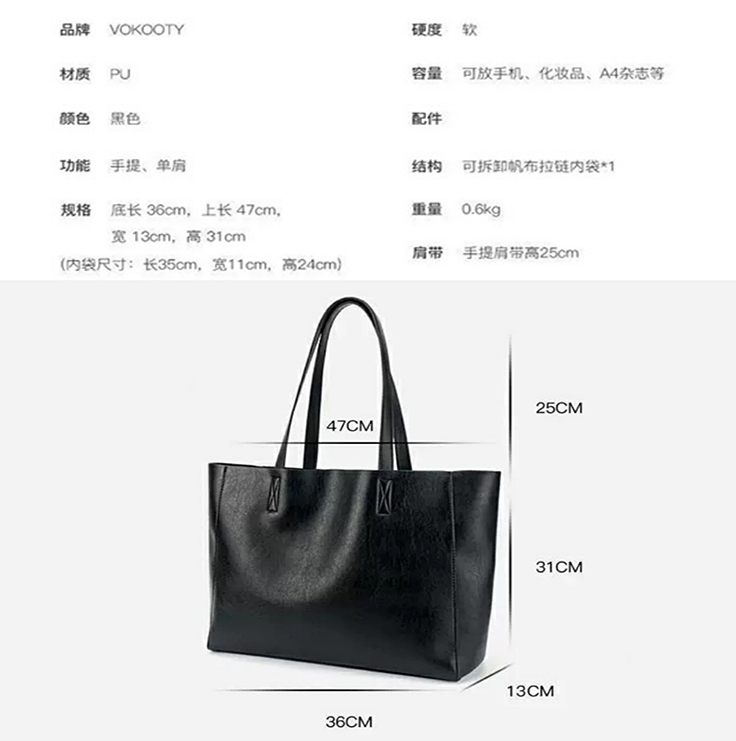 品牌 VOKOOTY
材质 PU
颜色 黑色
功能 手提、单肩
规格 底长 36cm，上长 47cm，
宽 13cm，高 31cm
(内袋尺寸：长35cm，宽11cm，高24cm)
硬度 软
容量 可放手机、化妆品、A4杂志等
配件
结构 可拆卸帆布拉链内袋*1
重量 0.6kg
肩带 手提肩带高25cm
25CM
47CM
31CM
13CM
36CM